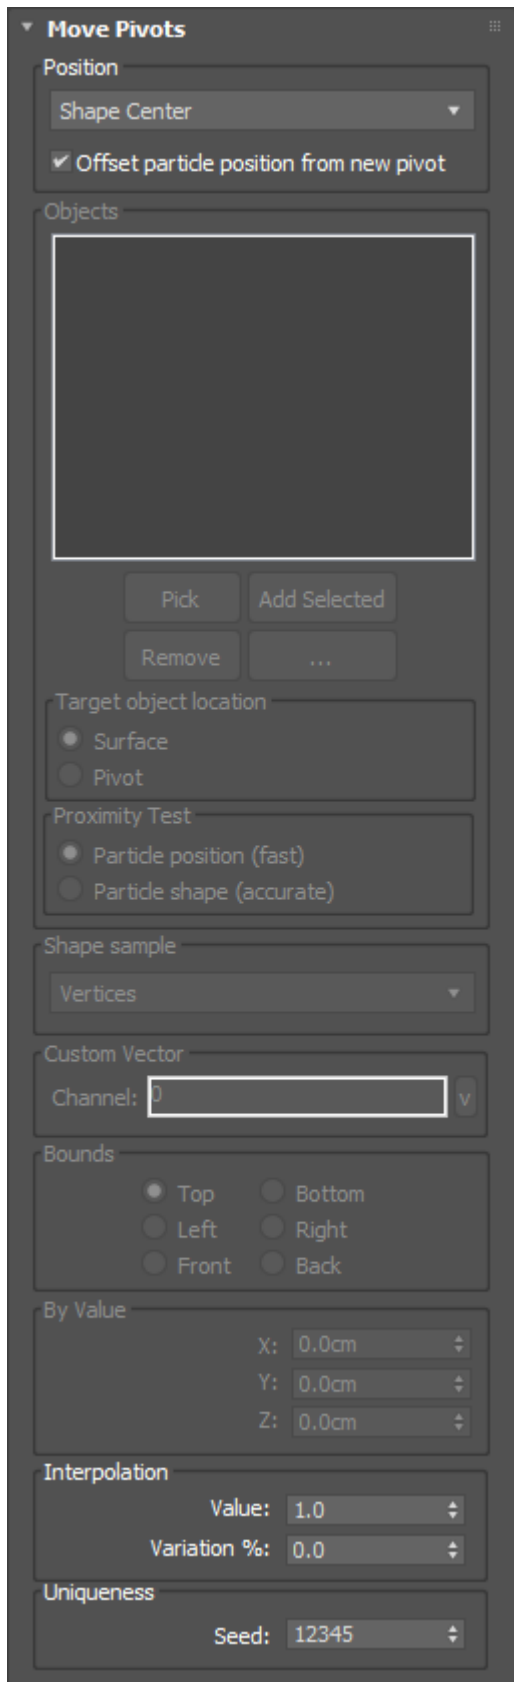 Move Pivots
Position
Shape Center
Offset particle position from new pivot
Objects
Pick Add Selected
Remove ...
Target object location
Surface
Pivot
Proximity Test
Particle position (fast)
Particle shape (accurate)
Shape sample
Vertices
Custom Vector
Channel: 0 v
Bounds
Top Bottom
Left Right
Front Back
By Value
X: 0.0cm
Y: 0.0cm
Z: 0.0cm
Interpolation
Value: 1.0
Variation %: 0.0
Uniqueness
Seed: 12345